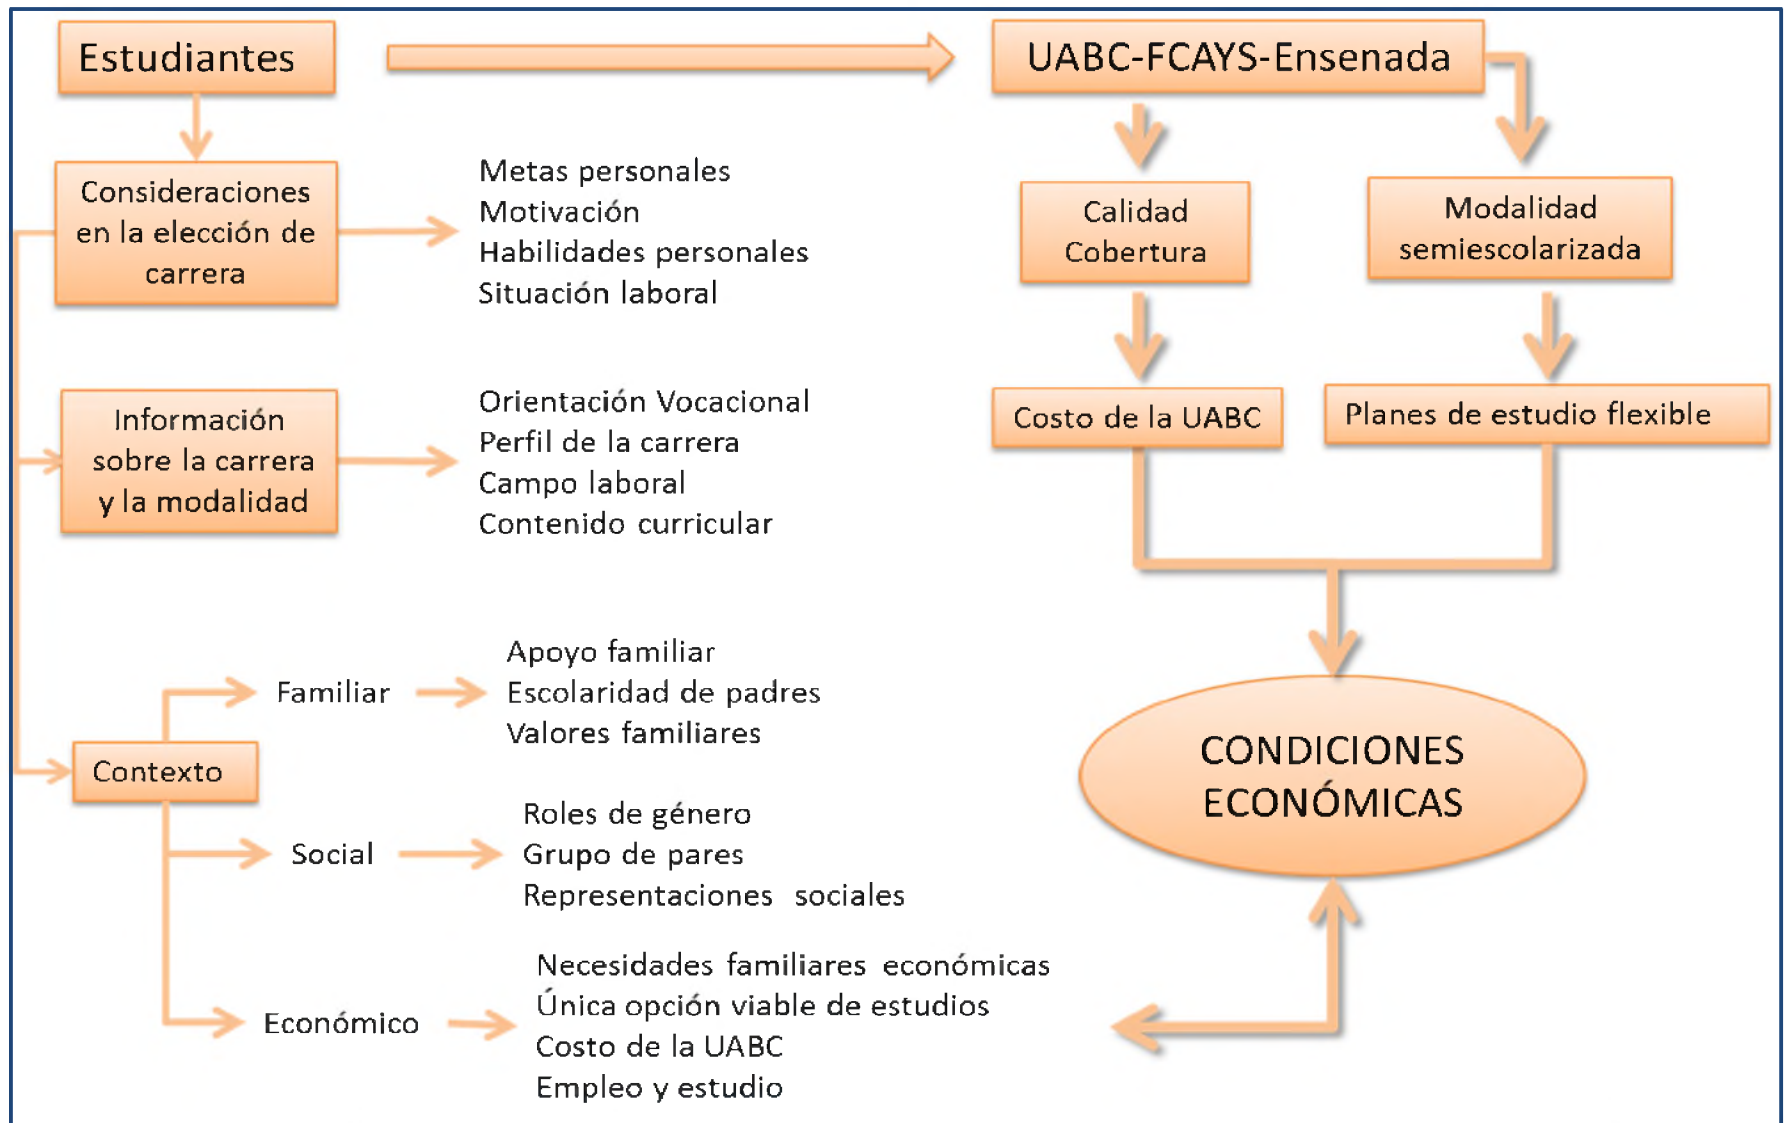 Estudiantes
UABC-FCAYS-Ensenada
Consideraciones
en la elección de
carrera
Metas personales
Motivación
Habilidades personales
Situación laboral
Calidad
Cobertura
Modalidad
semiescolarizada
Información
sobre la carrera
y la modalidad
Orientación Vocacional
Perfil de la carrera
Campo laboral
Contenido curricular
Costo de la UABC
Planes de estudio flexible
Contexto
Familiar
Apoyo familiar
Escolaridad de padres
Valores familiares
Social
Roles de género
Grupo de pares
Representaciones sociales
Económico
Necesidades familiares económicas
Única opción viable de estudios
Costo de la UABC
Empleo y estudio
CONDICIONES
ECONÓMICAS